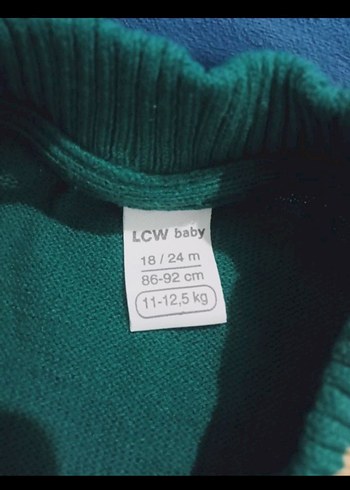 LCW baby
18 / 24 m
86-92 cm
11-12,5 kg